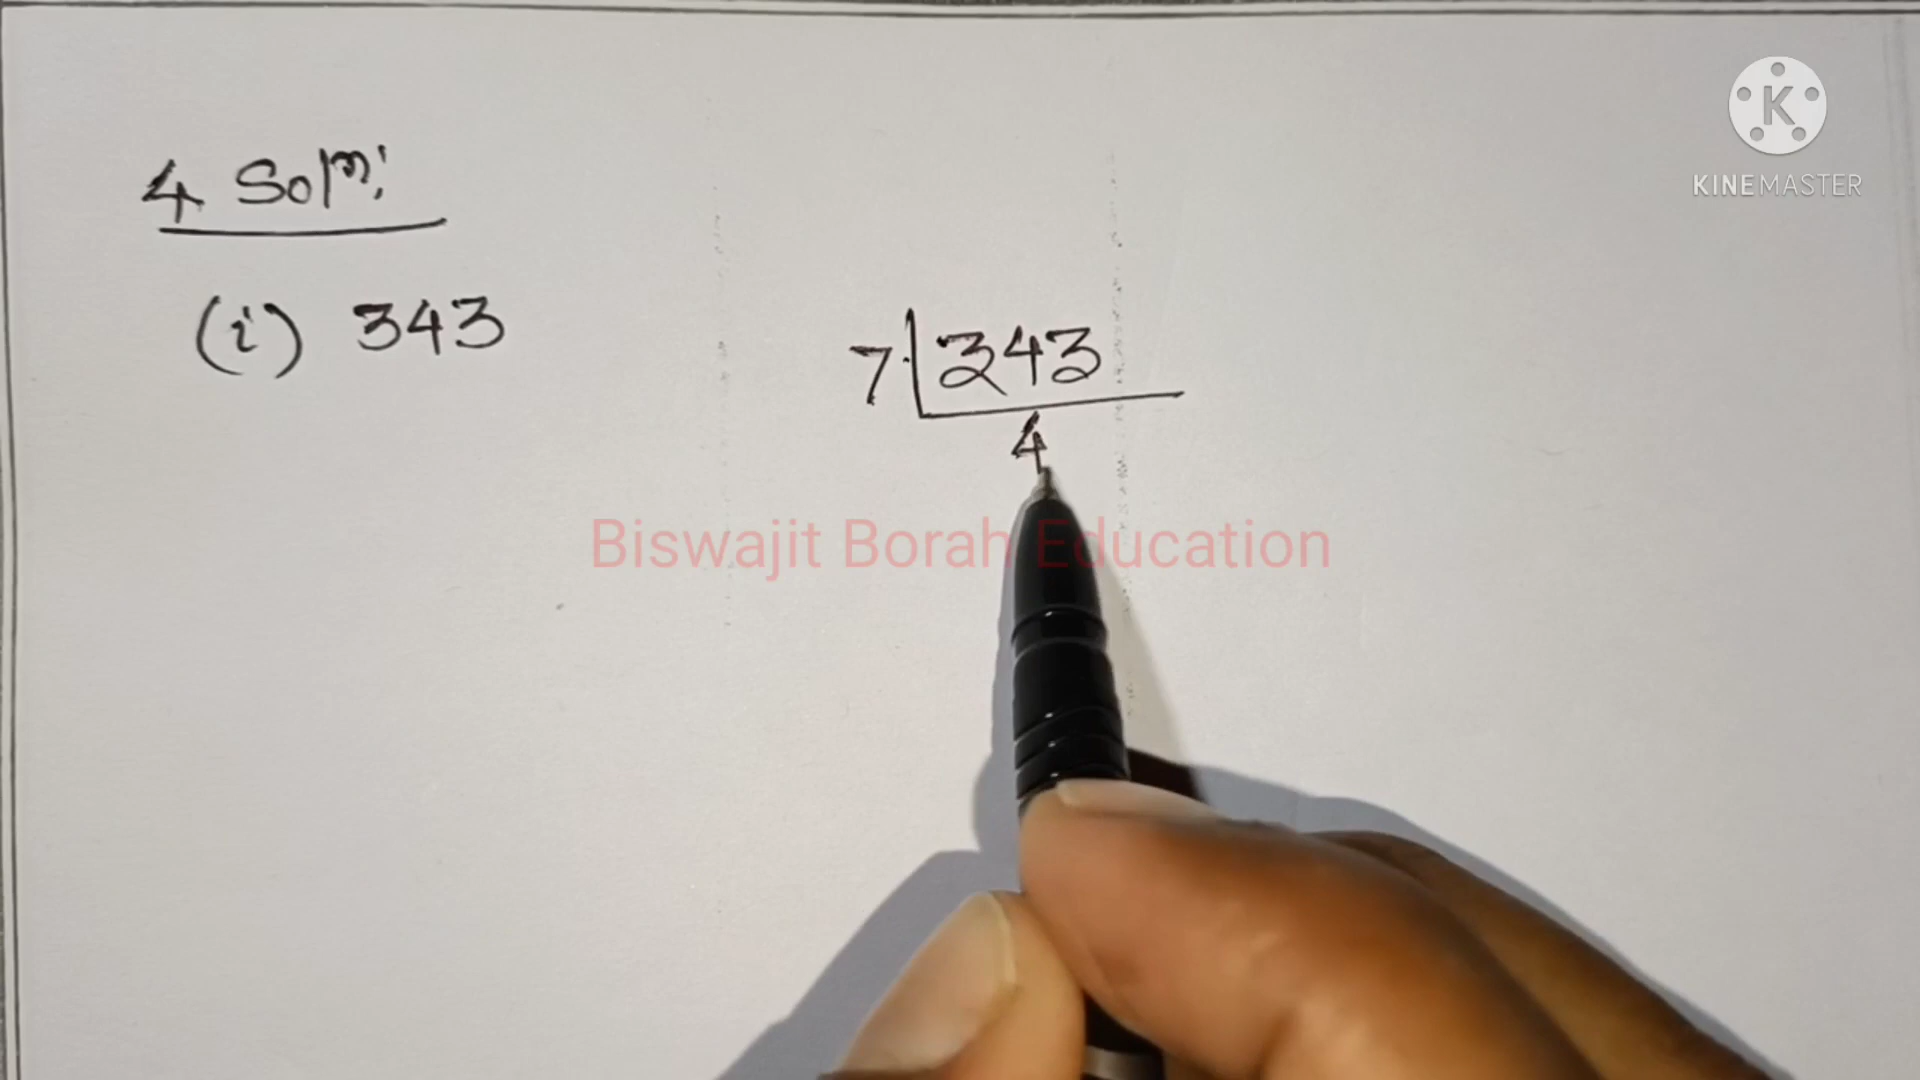 K
KINEMASTER
4 Solⁿ:
(i) 343
7 343
4
Biswajit Borah Education